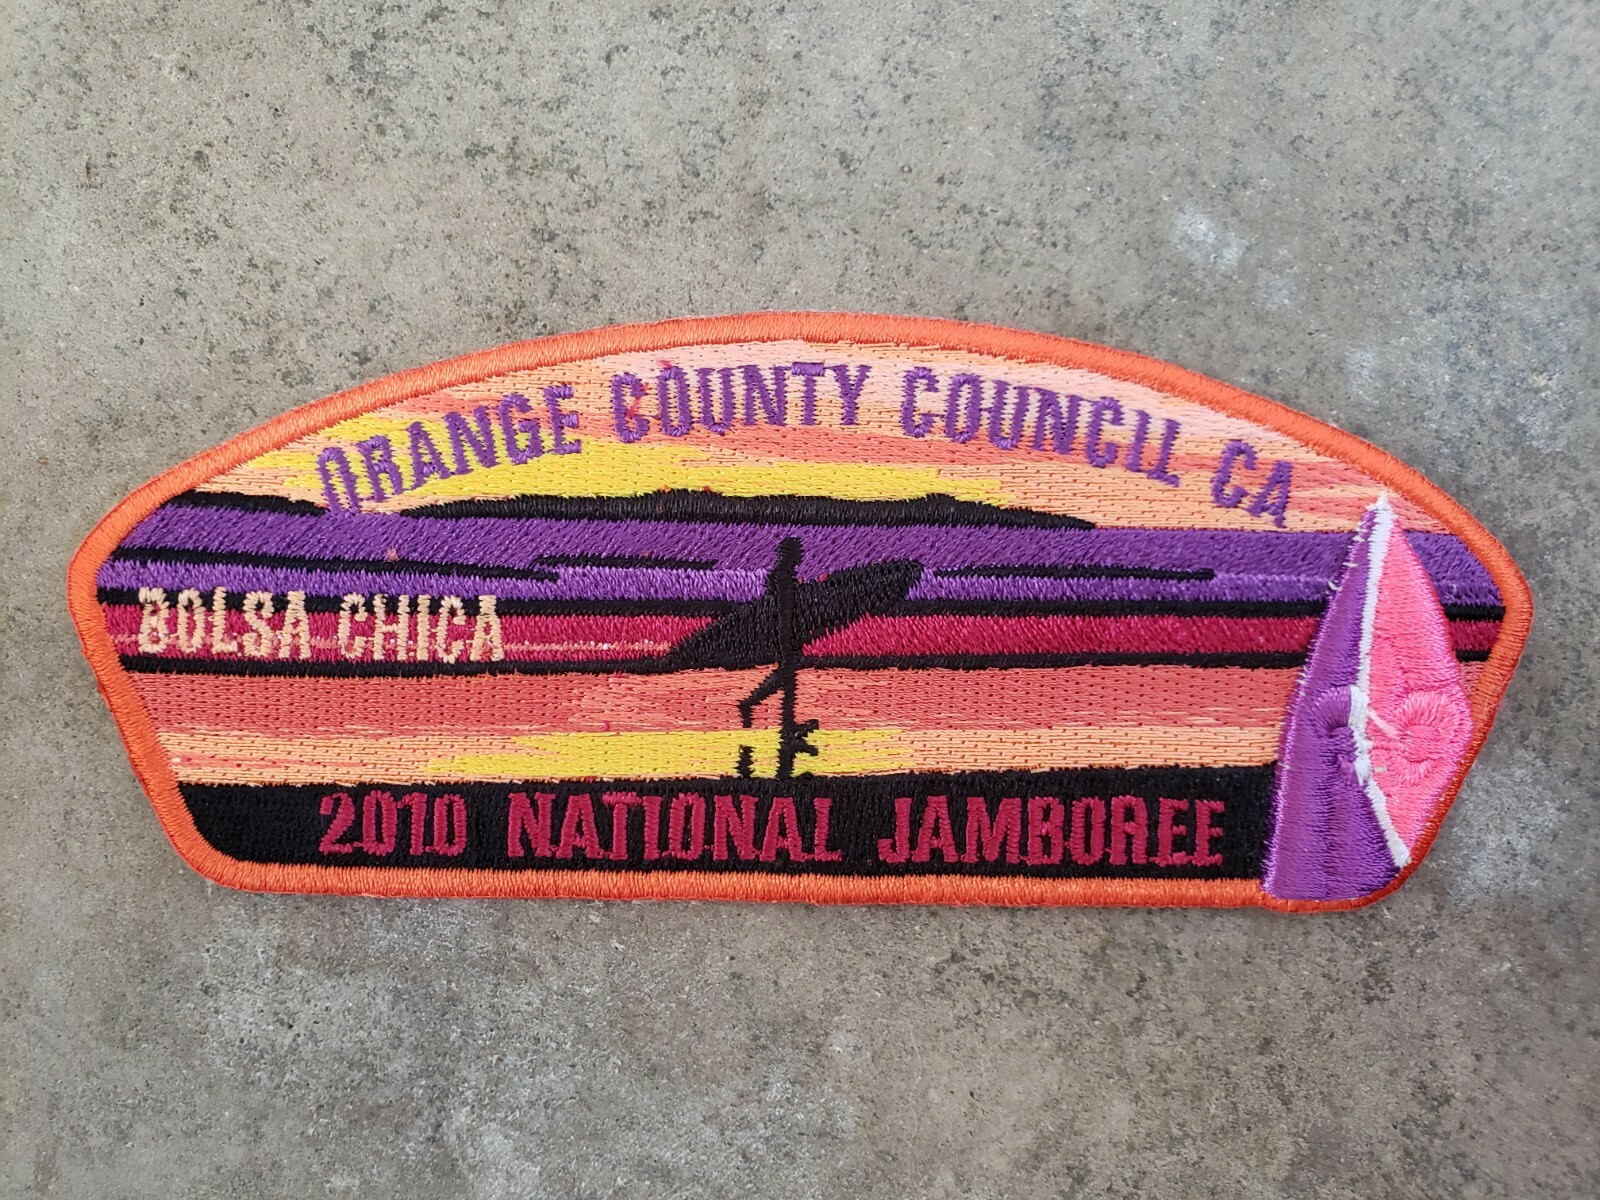 ORANGE COUNTY COUNCIL CA
BOLSA CHICA
2010 NATIONAL JAMBOREE